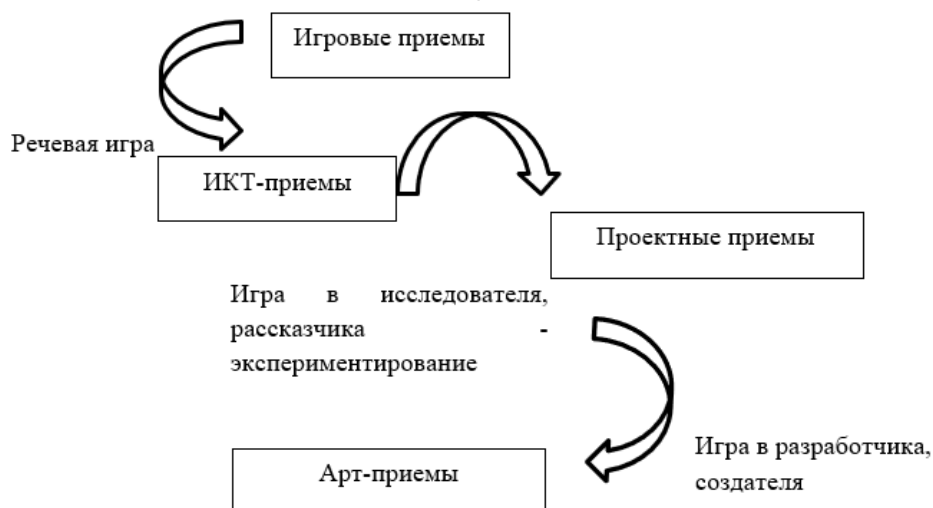 Игровые приемы
Речевая игра
ИКТ-приемы
Проектные приемы
Игра в исследователя,
рассказчика -
экспериментирование
Игра в разработчика,
создателя
Арт-приемы